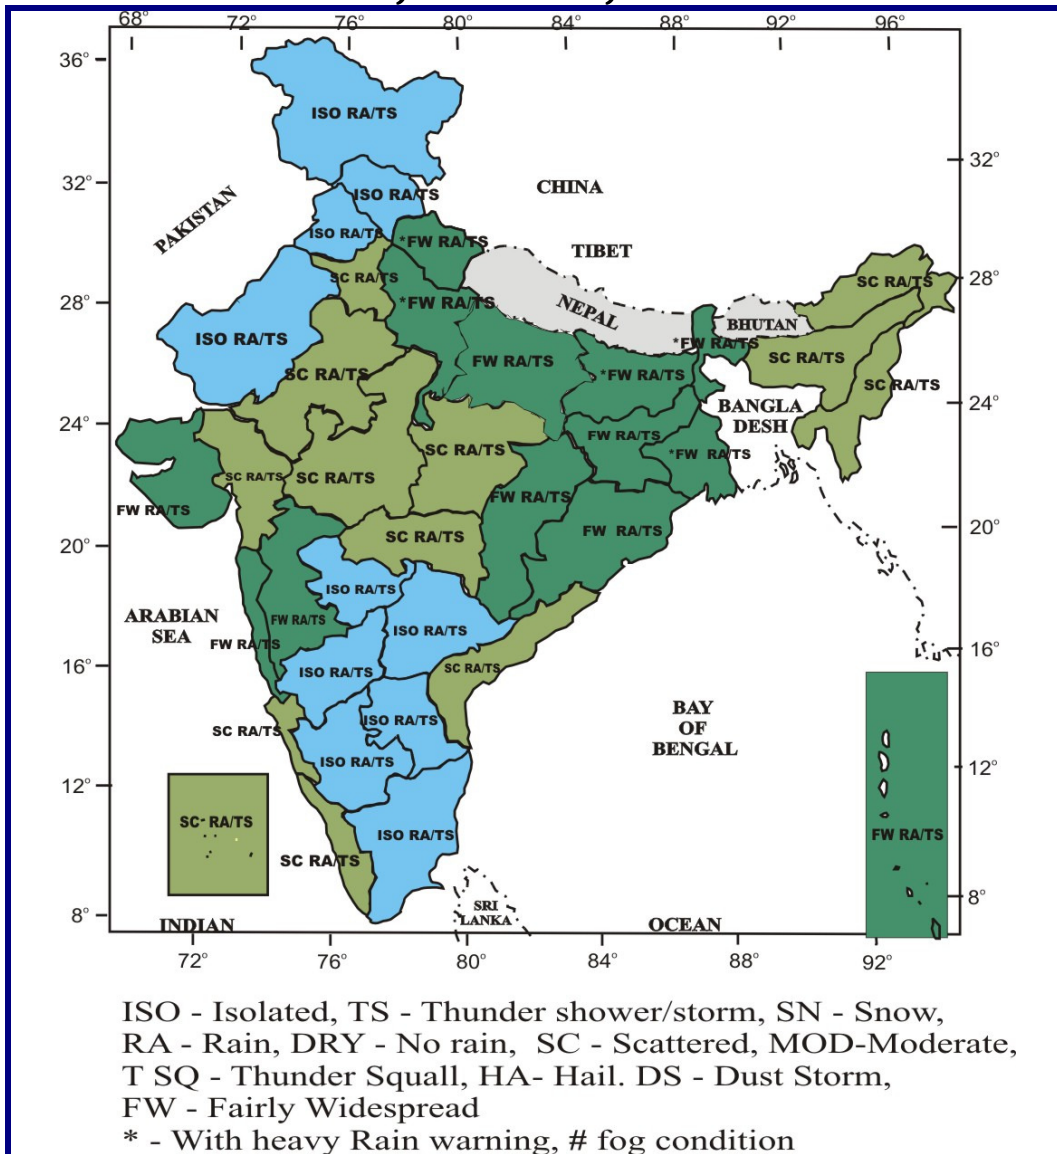 68° 72° 76° 80° 84° 88° 92° 96°
36°
ISO RA/TS
32°
32°
CHINA
ISO RA/TS
PAKISTAN
ISO RA/TS
*FW RA/TS
TIBET
SC RA/TS
28°
SC RA/TS
28°
*FW RA/TS
NEPAL
BHUTAN
ISO RA/TS
*FW RA/TS
SC RA/TS
FW RA/TS
SC RA/TS
*FW RA/TS
SC RA/TS
24°
BANGLA
DESH
24°
FW RA/TS
SC RA/TS
*FW RA/TS
SC RA/TS
SC RA/TS
FW RA/TS
FW RA/TS
20°
FW RA/TS
SC RA/TS
20°
ISO RA/TS
ARABIAN
SEA
FW RA/TS
ISO RA/TS
FW RA/TS
16°
16°
ISO RA/TS
SC RA/TS
BAY
OF
BENGAL
SC RA/TS
ISO RA/TS
ISO RA/TS
12°
12°
SC- RA/TS
ISO RA/TS
FW RA/TS
SC RA/TS
8°
8°
SRI
LANKA
INDIAN
OCEAN
72° 76° 80° 84° 88° 92°
ISO - Isolated, TS - Thunder shower/storm, SN - Snow,
RA - Rain, DRY - No rain, SC - Scattered, MOD-Moderate,
T SQ - Thunder Squall, HA- Hail. DS - Dust Storm,
FW - Fairly Widespread
* - With heavy Rain warning, # fog condition